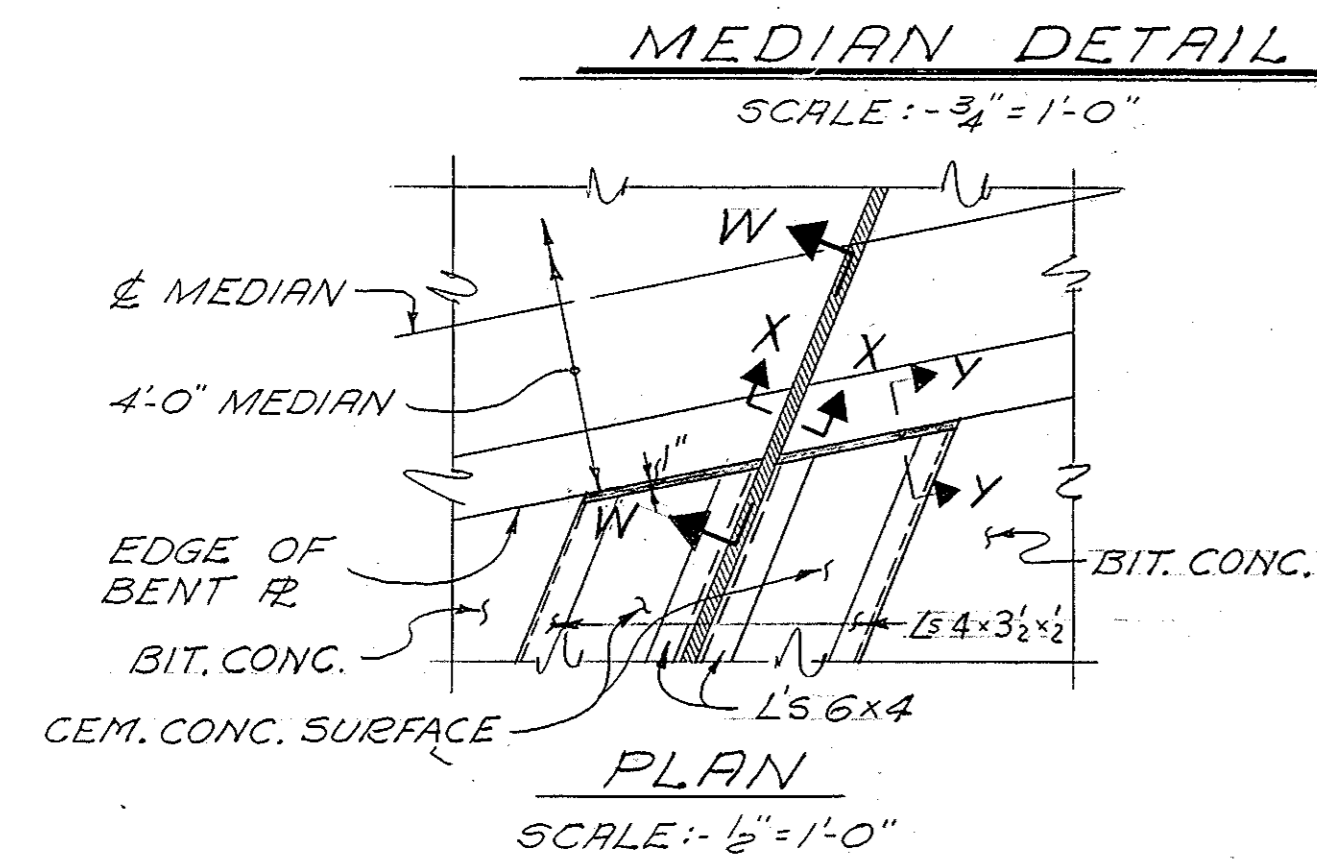 MEDIAN DETAIL
SCALE:-3/4"=1'-0"
W
℄ MEDIAN
X
X
Y
4'-0" MEDIAN
1"
W
Y
EDGE OF
BENT ℞
BIT. CONC.
Ls 4×3½×½
BIT. CONC.
L's 6×4
CEM. CONC. SURFACE
PLAN
SCALE:-½"=1'-0"